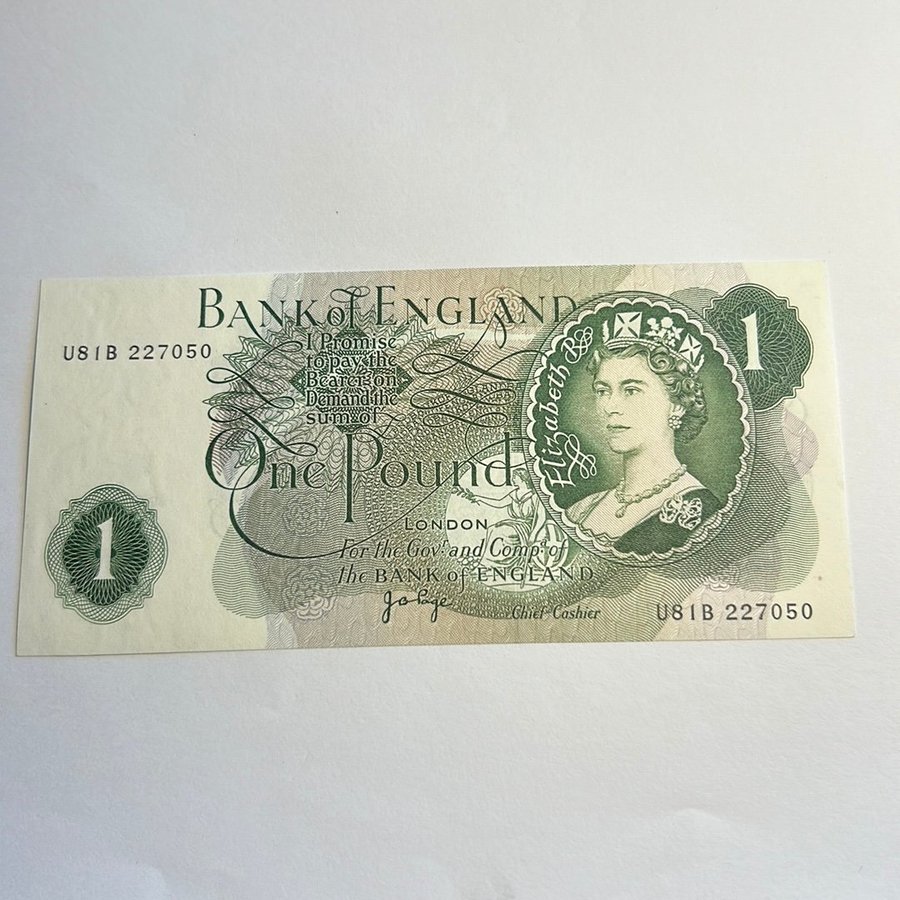 BANK of ENGLAND
U81B 227050
I Promise
to pay the
Bearer on
Demand the
sum of
One Pound
LONDON
For the Govr. and Compa. of
the BANK of ENGLAND
Chief Cashier
Elizabeth R
1
1
U81B 227050